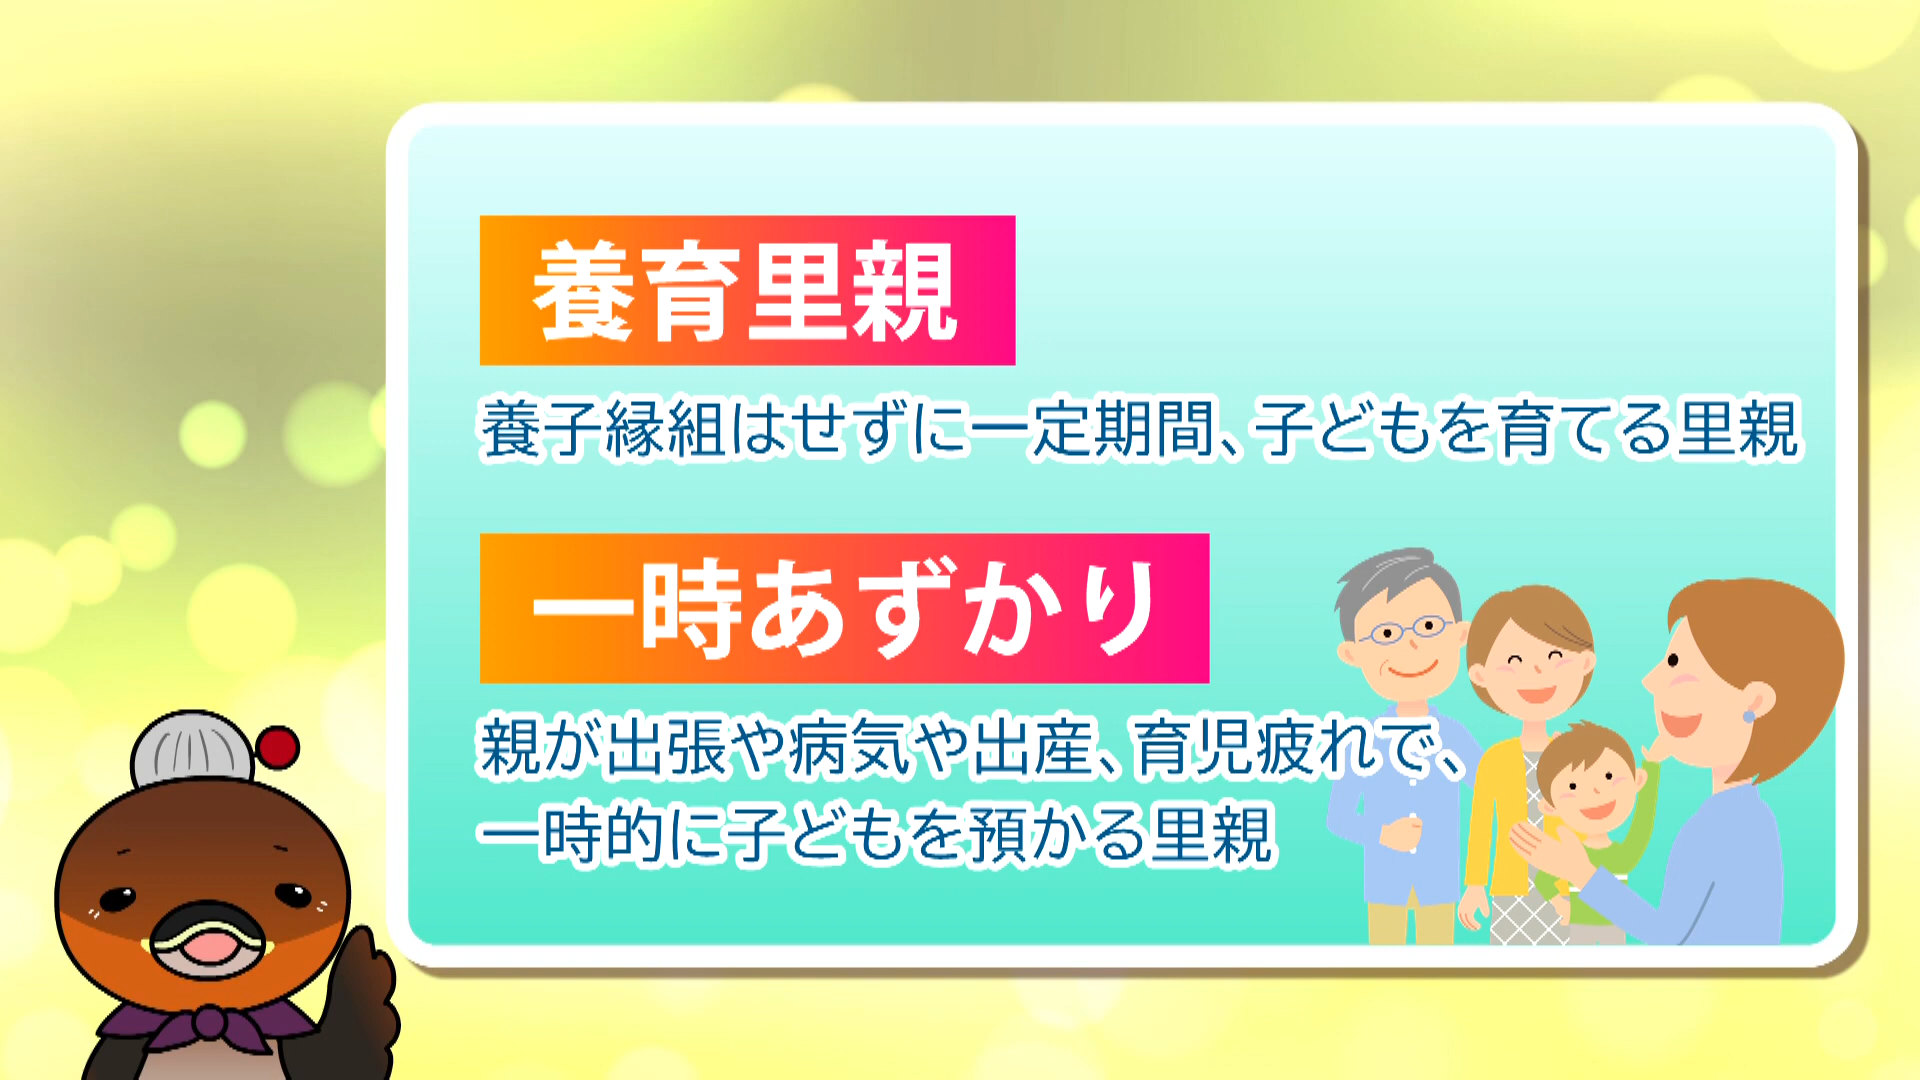 養育里親
養子縁組はせずに一定期間、子どもを育てる里親
一時あずかり
親が出張や病気や出産、育児疲れで、
一時的に子どもを預かる里親